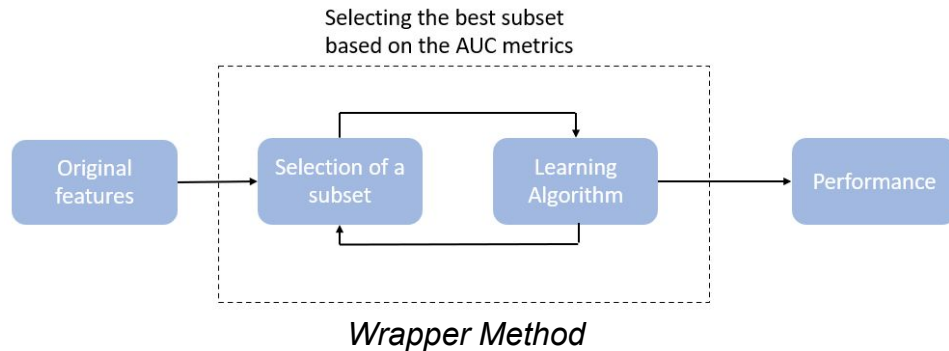 Selecting the best subset
based on the AUC metrics
Original
features
Selection of a
subset
Learning
Algorithm
Performance
Wrapper Method